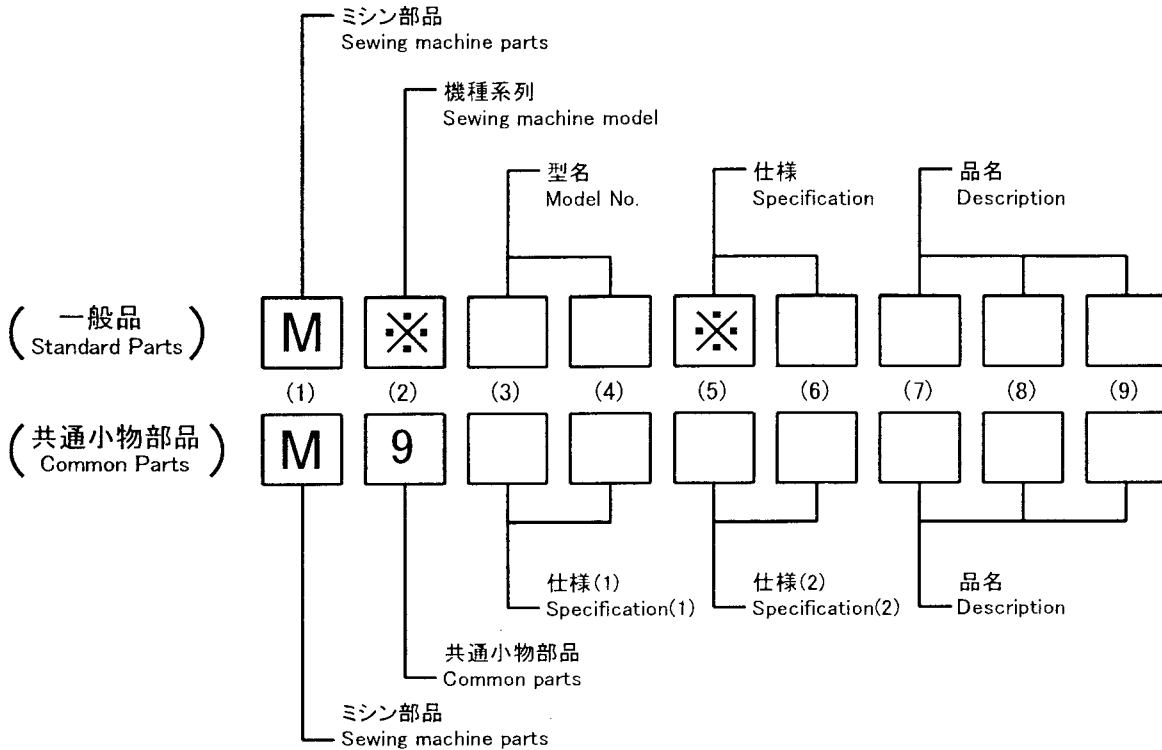 ミシン部品
Sewing machine parts
機種系列
Sewing machine model
型名
Model No.
仕様
Specification
品名
Description
(一般品
Standard Parts)
M ※ ※
(1) (2) (3) (4) (5) (6) (7) (8) (9)
(共通小物部品
Common Parts)
M 9
仕様(1)
Specification(1)
仕様(2)
Specification(2)
品名
Description
共通小物部品
Common parts
ミシン部品
Sewing machine parts